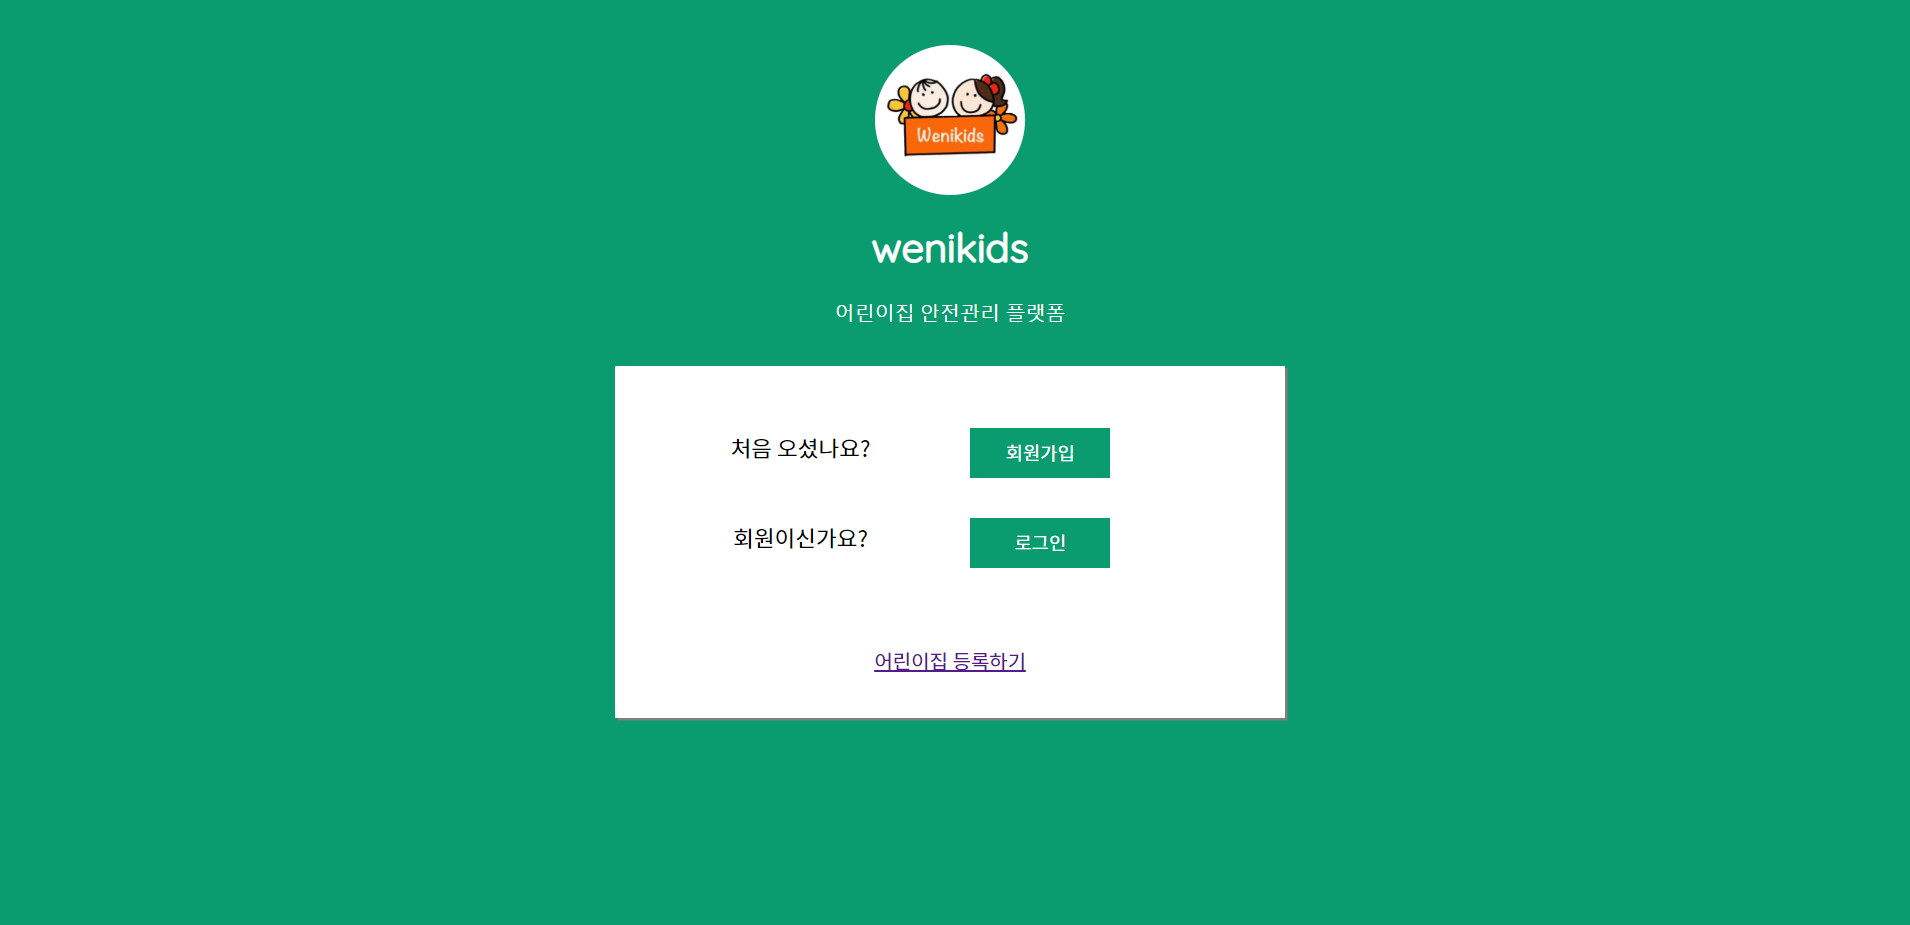 Wenikids
wenikids
어린이집 안전관리 플랫폼
처음 오셨나요?
회원가입
회원이신가요?
로그인
어린이집 등록하기